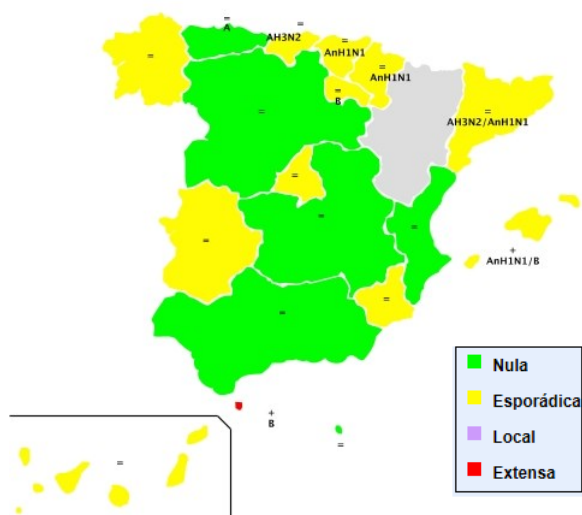 =
A
=
AH3N2
=
AnH1N1
=
AnH1N1
=
=
B
=
=
AH3N2/AnH1N1
=
=
=
=
+
AnH1N1/B
=
=
+
B
=
=
Nula
Esporádica
Local
Extensa